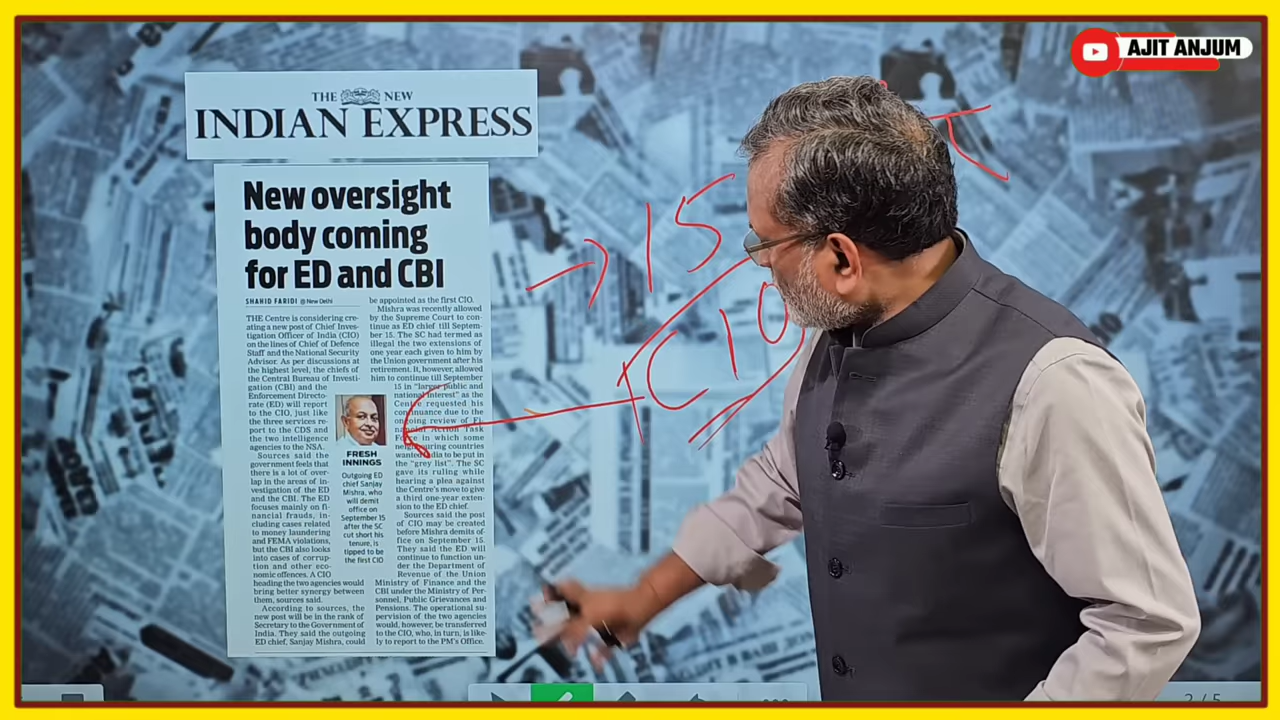 AJIT ANJUM
THE NEW
INDIAN EXPRESS
New oversight
body coming
for ED and CBI
SHAHID FARIDI @ New Delhi
THE Centre is considering cre-
ating a new post of Chief Inves-
tigation Officer of India (CIO)
on the lines of Chief of Defence
Staff and the National Security
Advisor. As per discussions at
the highest level, the chiefs of
the Central Bureau of Investi-
gation (CBI) and the
Enforcement Directo-
rate (ED) will report
to the CIO, just like
the three services re-
port to the CDS and
the two intelligence
agencies to the NSA.
Sources said the
government feels that
there is a lot of over-
lap in the areas of in-
vestigation of the ED
and the CBI. The ED
focuses mainly on fi-
nancial frauds, in-
cluding cases related
to money laundering
and FEMA violations,
but the CBI also looks
into cases of corrup-
tion and other eco-
nomic offences. A CIO
heading the two agencies would
bring better synergy between
them, sources said.
According to sources, the
new post will be in the rank of
Secretary to the Government of
India. They said the outgoing
ED chief, Sanjay Mishra, could
FRESH
INNINGS
Outgoing ED
chief Sanjay
Mishra, who
will demit
office on
September 15
after the SC
cut short his
tenure, is
tipped to be
the first CIO
be appointed as the first CIO.
Mishra was recently allowed
by the Supreme Court to con-
tinue as ED chief till Septem-
ber 15. The SC had termed as
illegal the two extensions of
one year each given to him by
the Union government after his
retirement. It, however, allowed
him to continue till September
15 in "larger public and
national interest" as the
Centre requested his
continuance due to the
ongoing review of Fi-
nancial Action Task
Force in which some
neighbouring countries
wanted India to be put in
the "grey list". The SC
gave its ruling while
hearing a plea against
the Centre's move to give
a third one-year exten-
sion to the ED chief.
Sources said the post
of CIO may be created
before Mishra demits of-
fice on September 15.
They said the ED will
continue to function un-
der the Department of
Revenue of the Union
Ministry of Finance and the
CBI under the Ministry of Per-
sonnel, Public Grievances and
Pensions. The operational su-
pervision of the two agencies
would, however, be transferred
to the CIO, who, in turn, is like-
ly to report to the PM's Office.
15
CIO
2/5